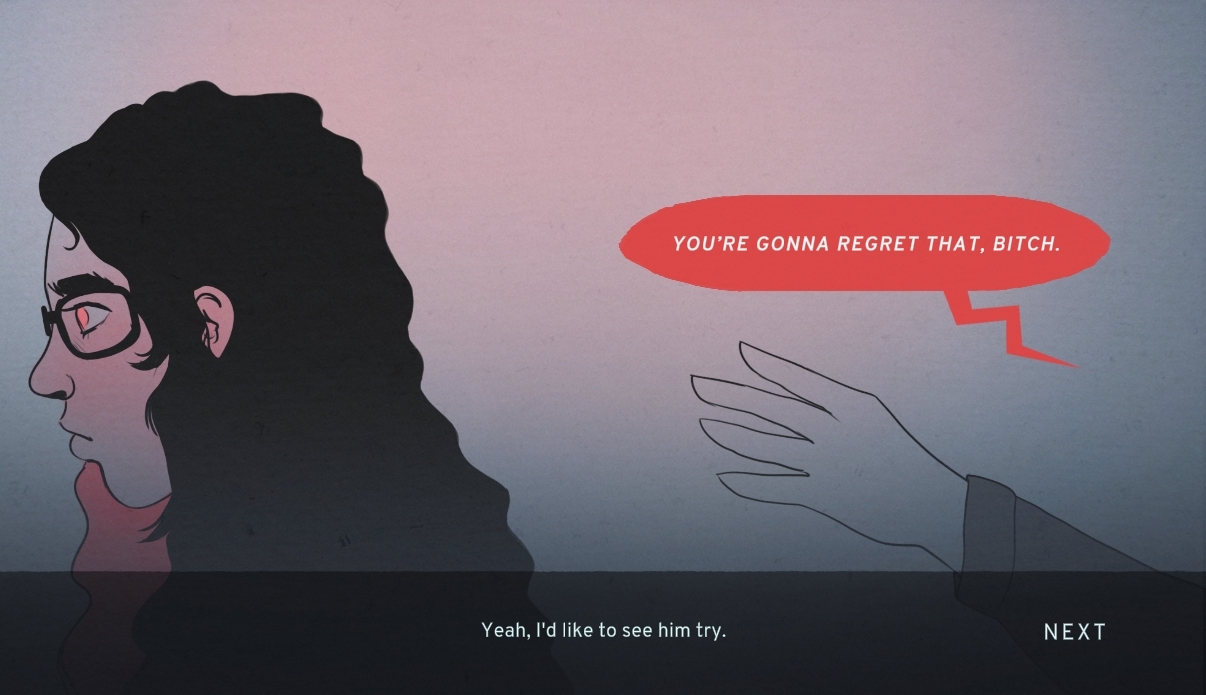 YOU'RE GONNA REGRET THAT, BITCH.
Yeah, I'd like to see him try.
NEXT